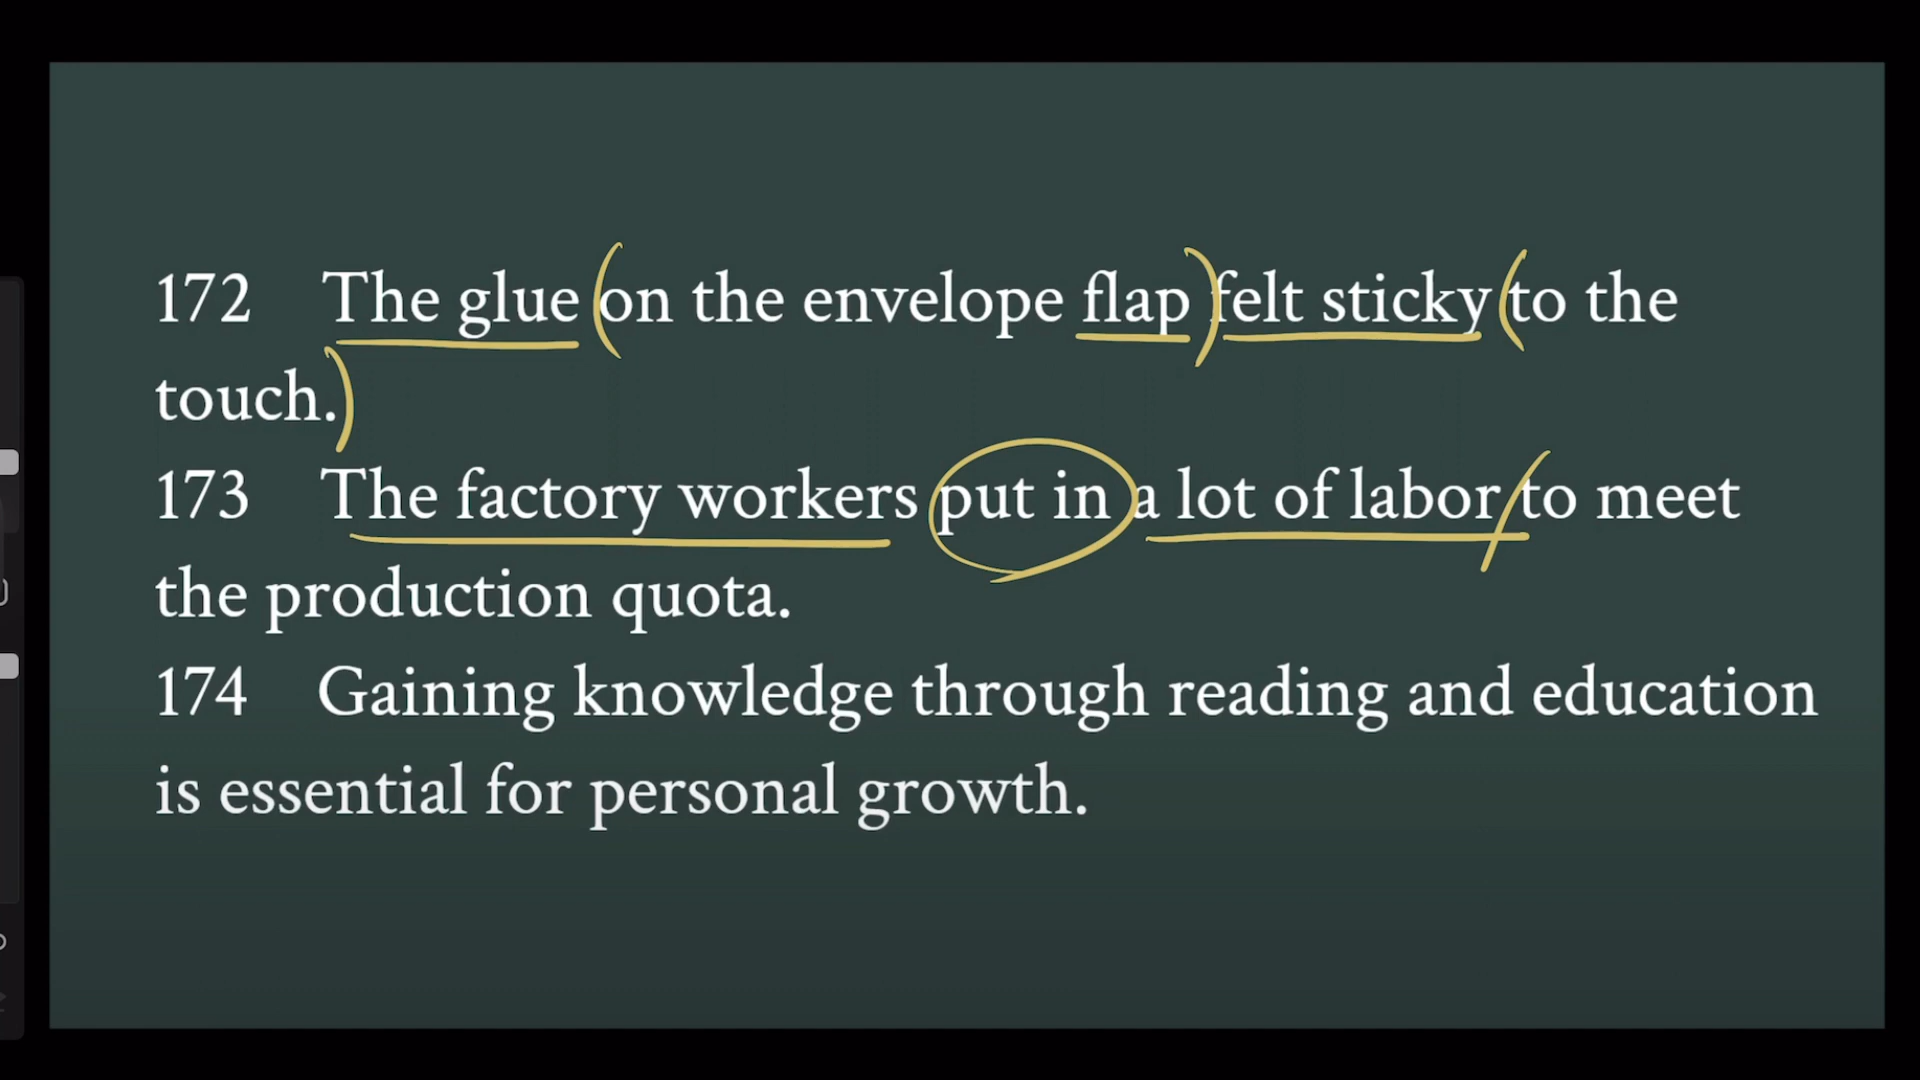 172 The glue on the envelope flap felt sticky to the
touch.
173 The factory workers put in a lot of labor to meet
the production quota.
174 Gaining knowledge through reading and education
is essential for personal growth.